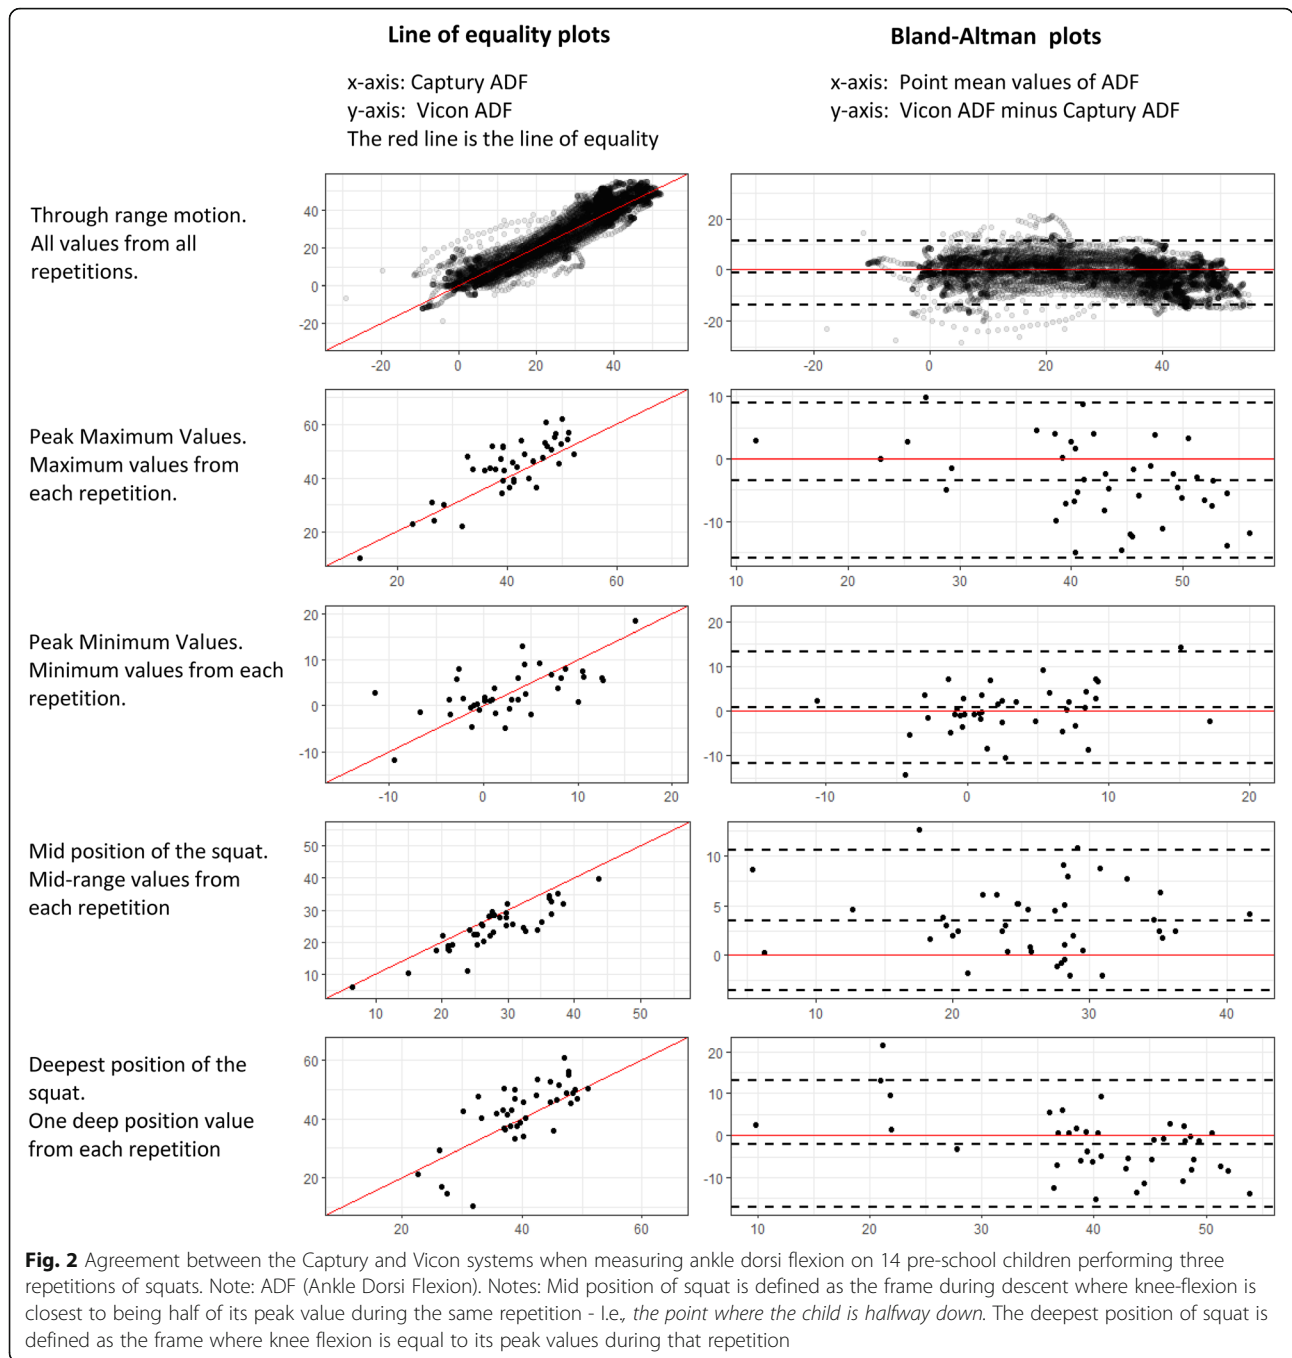 Line of equality plots
x-axis: Captury ADF
y-axis: Vicon ADF
The red line is the line of equality
Bland-Altman plots
x-axis: Point mean values of ADF
y-axis: Vicon ADF minus Captury ADF
Through range motion.
All values from all
repetitions.
40
20
0
-20
-20 0 20 40
20
0
-20
-20 0 20 40
Peak Maximum Values.
Maximum values from
each repetition.
60
40
20
20 40 60
10
0
-10
10 20 30 40 50
Peak Minimum Values.
Minimum values from each
repetition.
20
10
0
-10
-10 0 10 20
20
10
0
-10
-10 0 10 20
Mid position of the squat.
Mid-range values from
each repetition
50
40
30
20
10
10 20 30 40 50
10
5
0
10 20 30 40
Deepest position of the
squat.
One deep position value
from each repetition
60
40
20
20 40 60
20
10
0
-10
10 20 30 40 50
Fig. 2 Agreement between the Captury and Vicon systems when measuring ankle dorsi flexion on 14 pre-school children performing three
repetitions of squats. Note: ADF (Ankle Dorsi Flexion). Notes: Mid position of squat is defined as the frame during descent where knee-flexion is
closest to being half of its peak value during the same repetition - I.e., the point where the child is halfway down. The deepest position of squat is
defined as the frame where knee flexion is equal to its peak values during that repetition